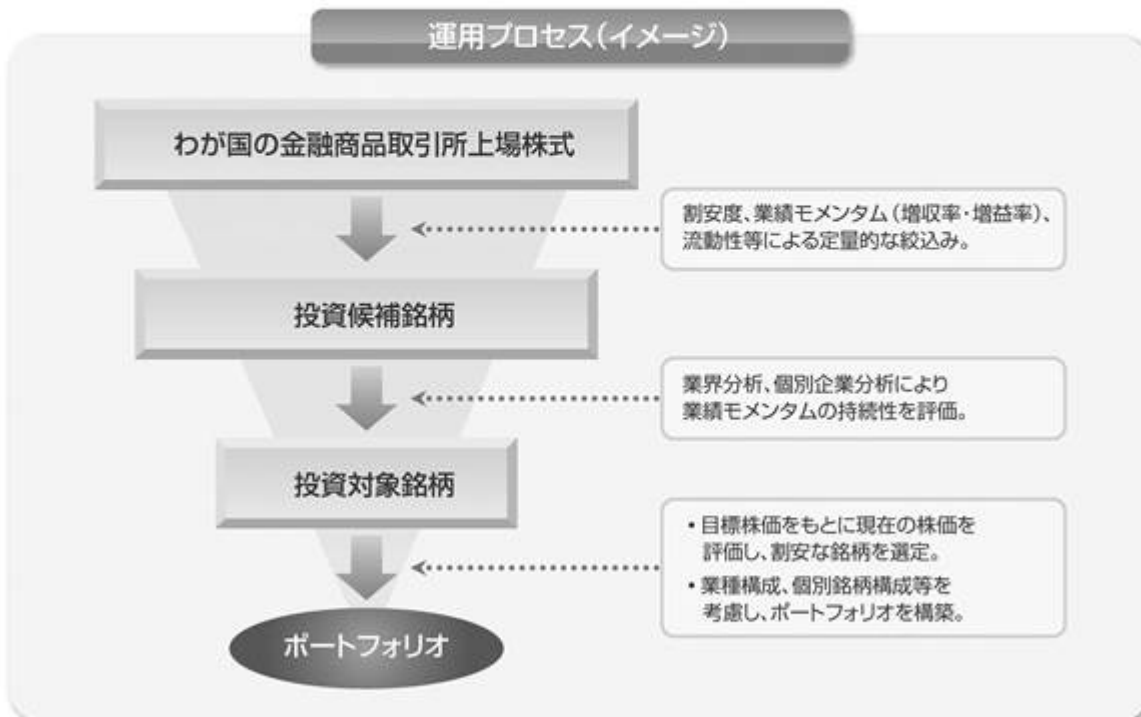 運用プロセス（イメージ）
わが国の金融商品取引所上場株式
割安度、業績モメンタム（増収率・増益率）、
流動性等による定量的な絞込み。
投資候補銘柄
業界分析、個別企業分析により
業績モメンタムの持続性を評価。
投資対象銘柄
・目標株価をもとに現在の株価を
評価し、割安な銘柄を選定。
・業種構成、個別銘柄構成等を
考慮し、ポートフォリオを構築。
ポートフォリオ